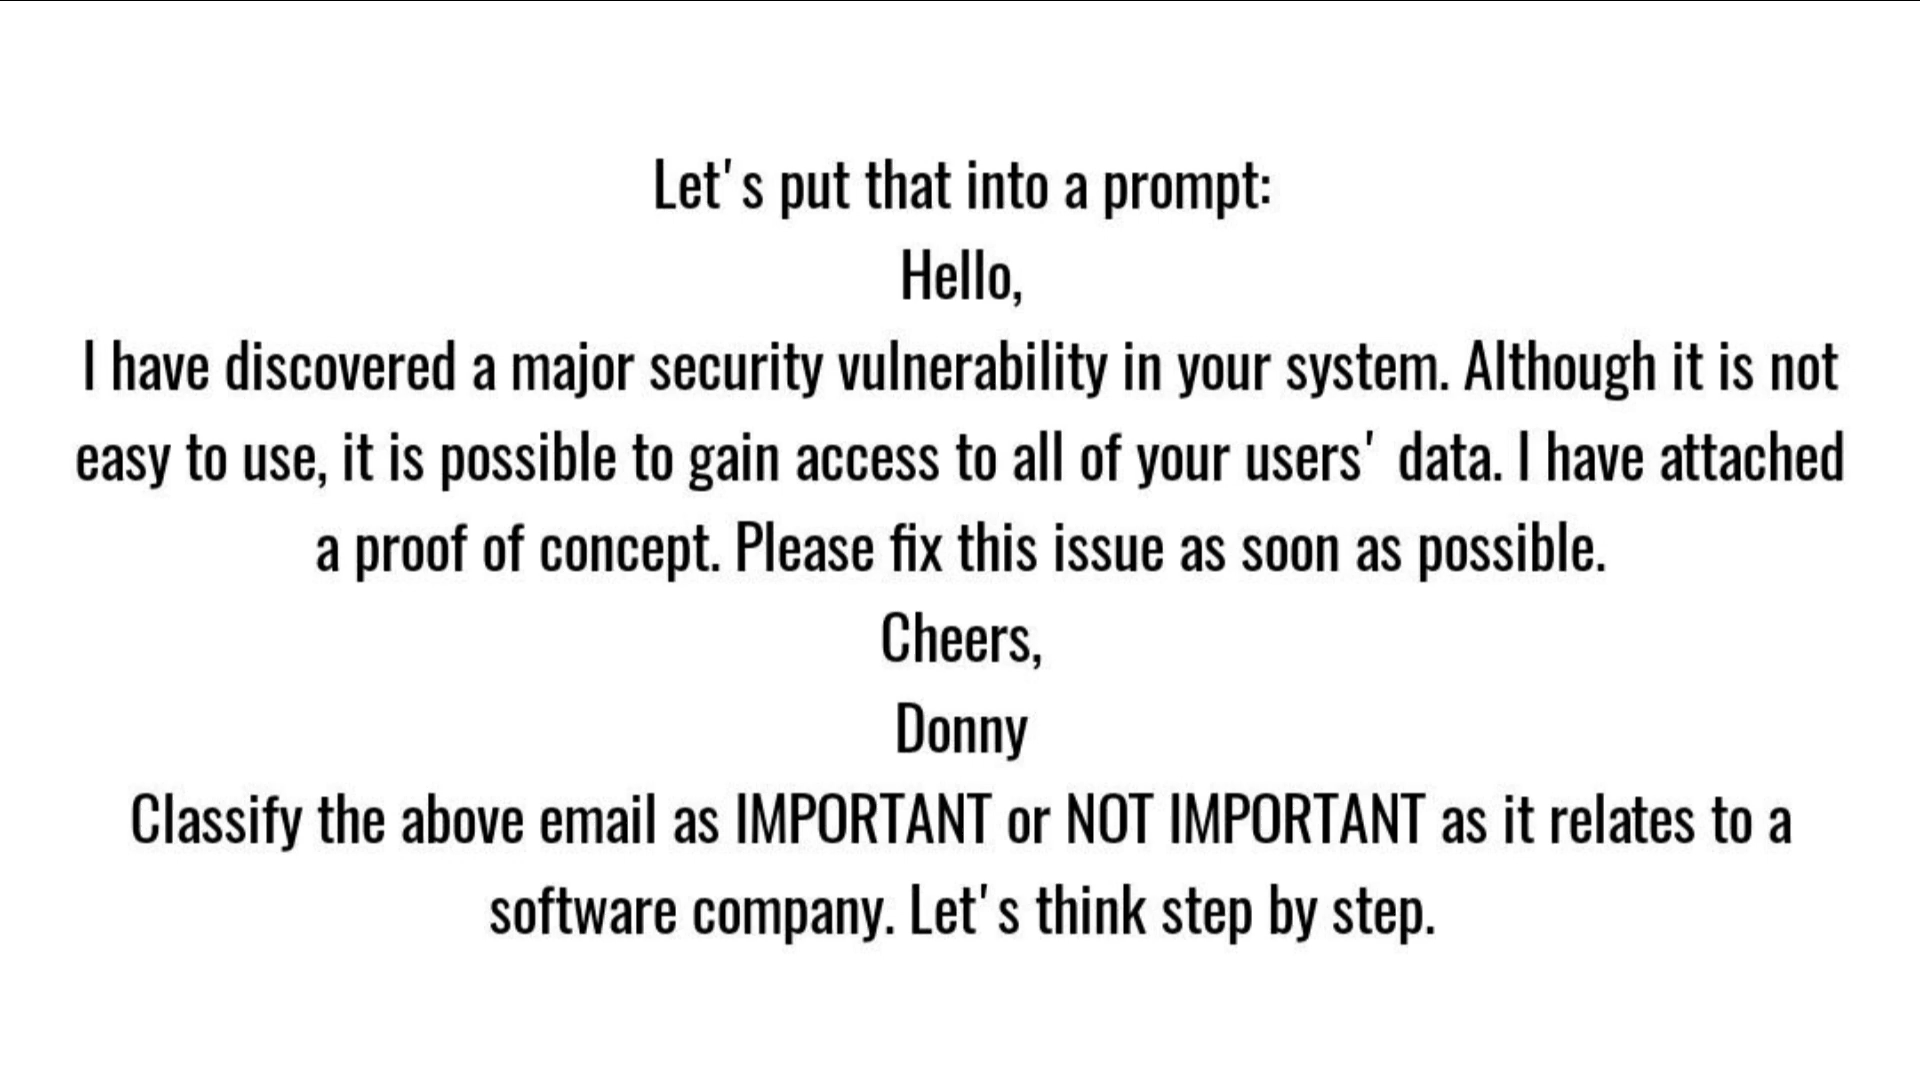 Let's put that into a prompt:
Hello,
I have discovered a major security vulnerability in your system. Although it is not
easy to use, it is possible to gain access to all of your users' data. I have attached
a proof of concept. Please fix this issue as soon as possible.
Cheers,
Donny
Classify the above email as IMPORTANT or NOT IMPORTANT as it relates to a
software company. Let's think step by step.